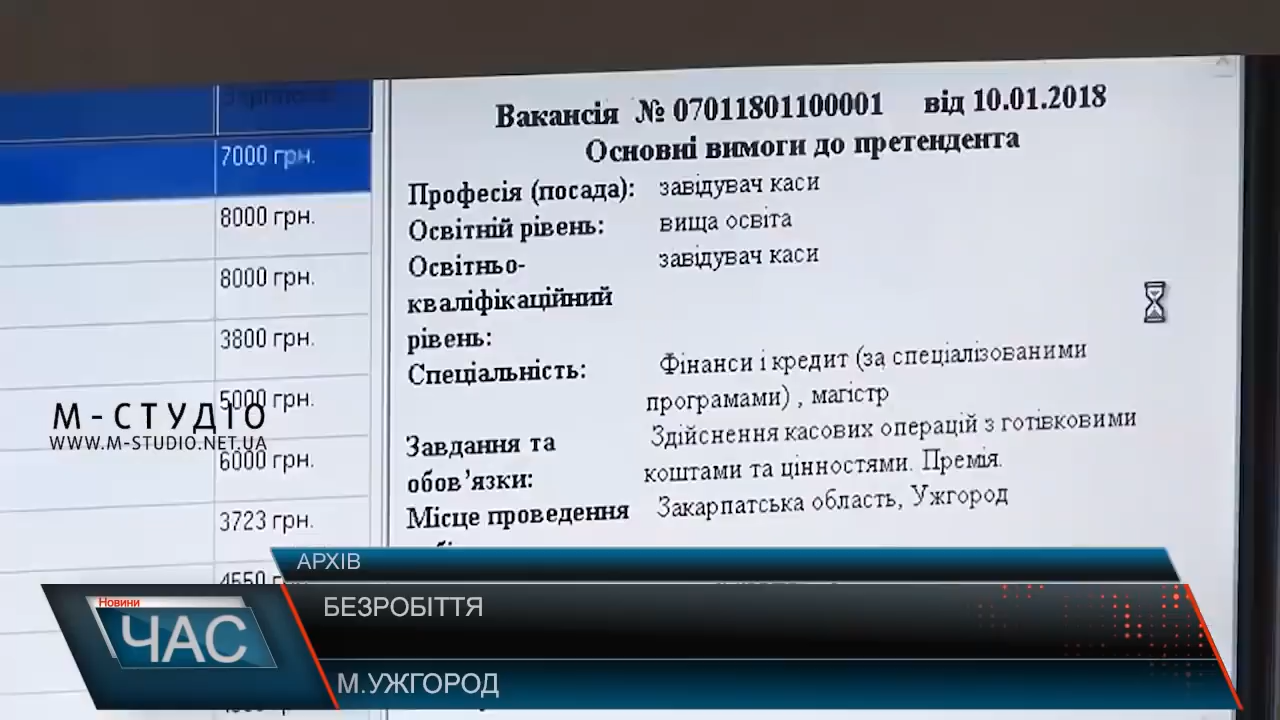 Вакансія № 07011801100001 від 10.01.2018
Основні вимоги до претендента
Професія (посада): завідувач каси
Освітній рівень: вища освіта
Освітньо- завідувач каси
кваліфікаційний
рівень:
Спеціальність: Фінанси і кредит (за спеціалізованими
програмами) , магістр
Завдання та Здійснення касових операцій з готівковими
обов’язки: коштами та цінностями. Премія.
Місце проведення Закарпатська область, Ужгород
7000 грн.
8000 грн.
8000 грн.
3800 грн.
5000 грн.
6000 грн.
3723 грн.
4550
М-СТУДІО
WWW.M-STUDIO.NET.UA
АРХІВ
Новини
ЧАС
БЕЗРОБІТТЯ
М.УЖГОРОД